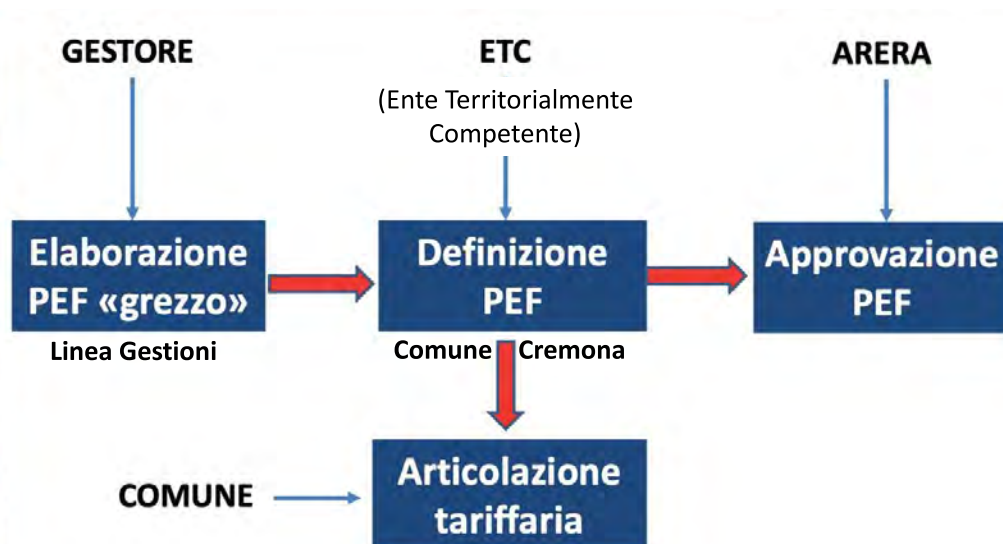 GESTORE
ETC
ARERA
(Ente Territorialmente
Competente)
Elaborazione
PEF «grezzo»
Definizione
PEF
Approvazione
PEF
Linea Gestioni
Comune Cremona
COMUNE
Articolazione
tariffaria